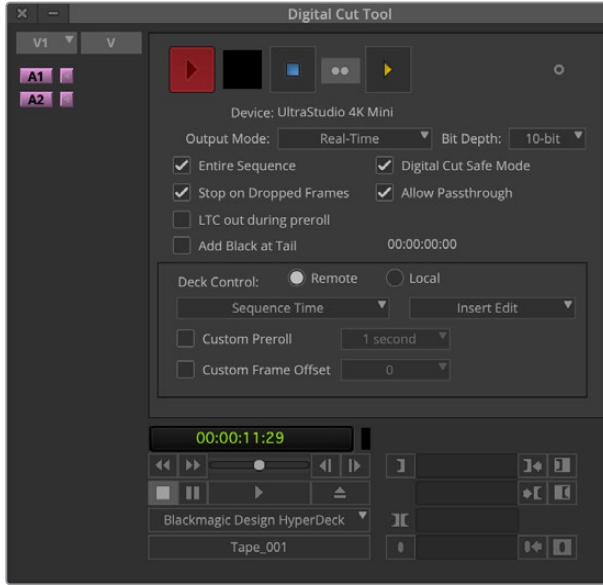 Digital Cut Tool
V1 V
A1
A2
Device: UltraStudio 4K Mini
Output Mode: Real-Time Bit Depth: 10-bit
Entire Sequence Digital Cut Safe Mode
Stop on Dropped Frames Allow Passthrough
LTC out during preroll
Add Black at Tail 00:00:00:00
Deck Control: Remote Local
Sequence Time Insert Edit
Custom Preroll 1 second
Custom Frame Offset 0
00:00:11:29
Blackmagic Design HyperDeck
Tape_001